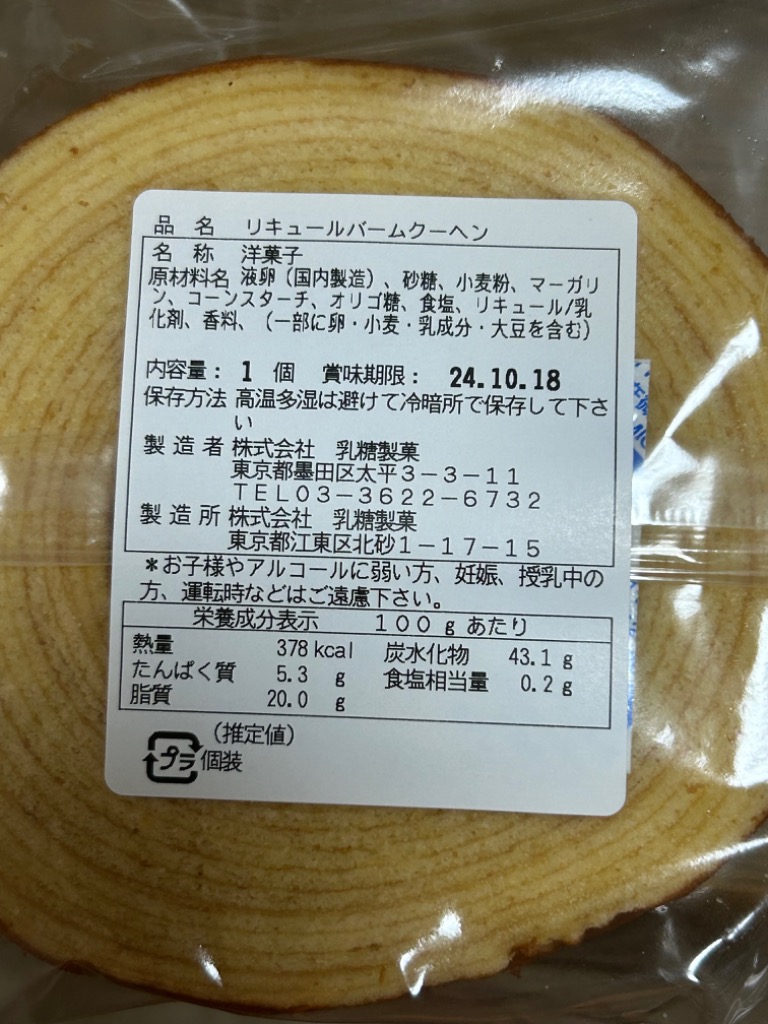 品 名 リキュールバームクーヘン
名 称 洋菓子
原材料名 液卵（国内製造）、砂糖、小麦粉、マーガリ
ン、コーンスターチ、オリゴ糖、食塩、リキュール/乳
化剤、香料、（一部に卵・小麦・乳成分・大豆を含む）
内容量： 1 個 賞味期限： 24.10.18
保存方法 高温多湿は避けて冷暗所で保存して下さ
い
製 造 者 株式会社 乳糖製菓
東京都墨田区太平３－３－１１
ＴＥＬ０３－３６２２－６７３２
製 造 所 株式会社 乳糖製菓
東京都江東区北砂１－１７－１５
＊お子様やアルコールに弱い方、妊娠、授乳中の
方、運転時などはご遠慮下さい。
栄養成分表示 １００ｇあたり
熱量 378 kcal 炭水化物 43.1 g
たんぱく質 5.3 g 食塩相当量 0.2 g
脂質 20.0 g
（推定値）
プラ 個装